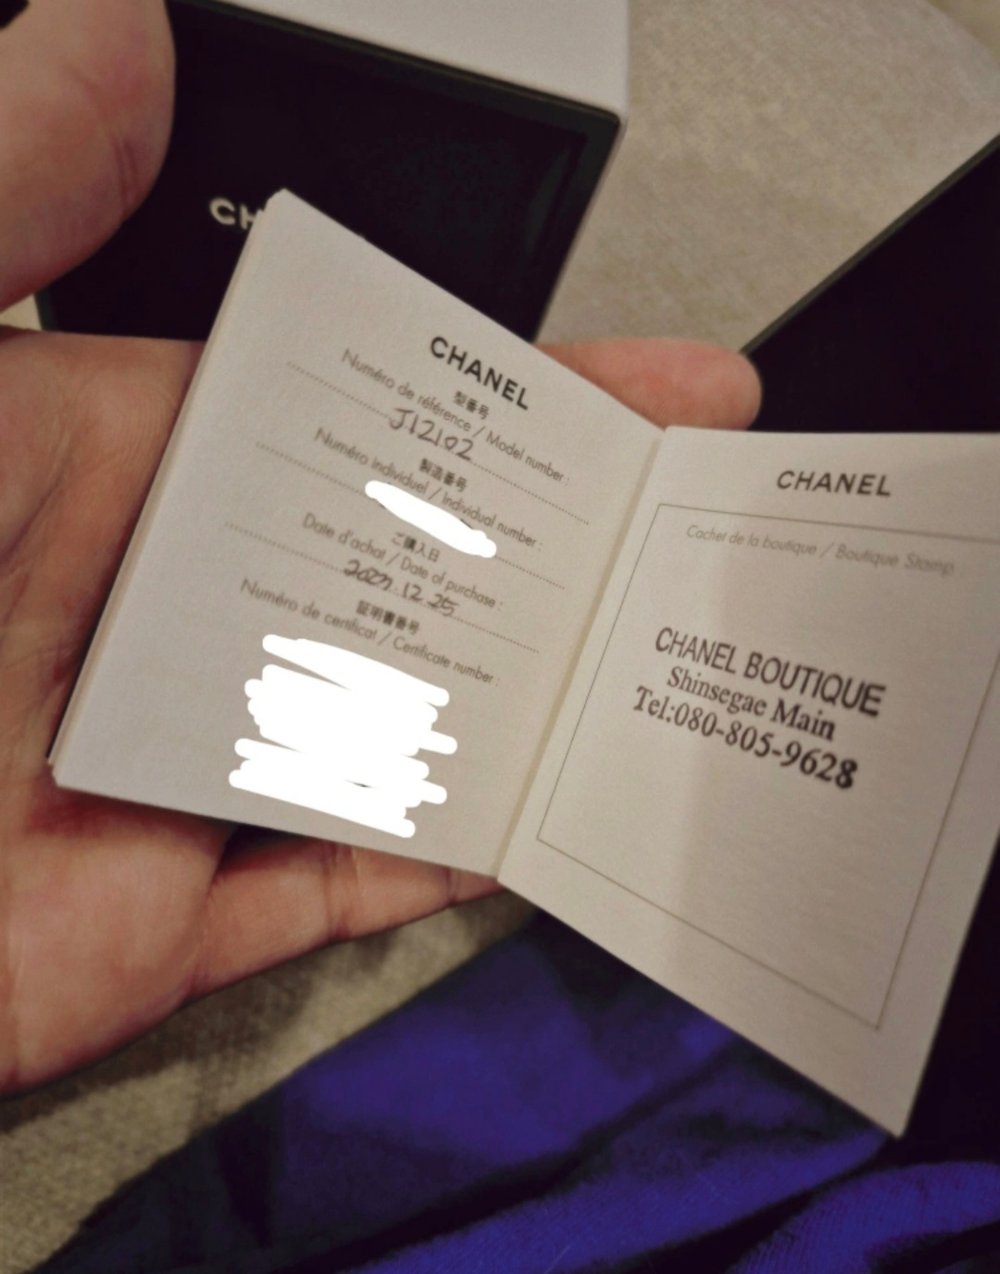 CH
CHANEL
型番号
Numéro de référence / Model number :
J12102
製造番号
Numéro individuel / Individual number :
ご購入日
Date d'achat / Date of purchase :
12. 25
証明書番号
Numéro de certificat / Certificate number :
CHANEL
Cachet de la boutique / Boutique Stamp
CHANEL BOUTIQUE
Shinsegae Main
Tel:080-805-9628